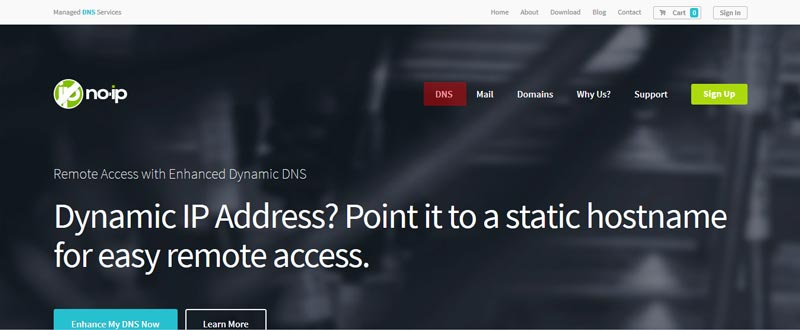 Managed DNS Services
Home About Download Blog Contact Cart 0 Sign In
no-ip
DNS Mail Domains Why Us? Support Sign Up
Remote Access with Enhanced Dynamic DNS
Dynamic IP Address? Point it to a static hostname
for easy remote access.
Enhance My DNS Now Learn More